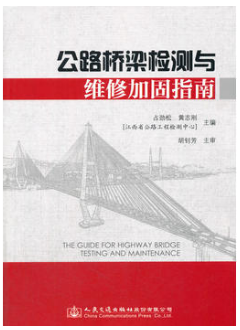 公路桥梁检测与
维修加固指南
占劲松 黄志刚 主编
[江西省公路工程检测中心]
胡钊芳 主审
THE GUIDE FOR HIGHWAY BRIDGE
TESTING AND MAINTENANCE
人民交通出版社股份有限公司
China Communications Press Co.,Ltd.